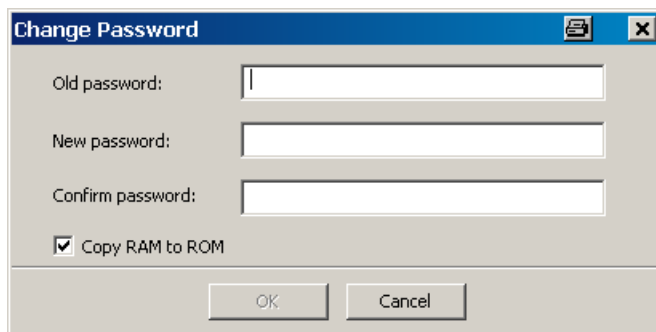 Change Password
Old password:
New password:
Confirm password:
Copy RAM to ROM
OK Cancel